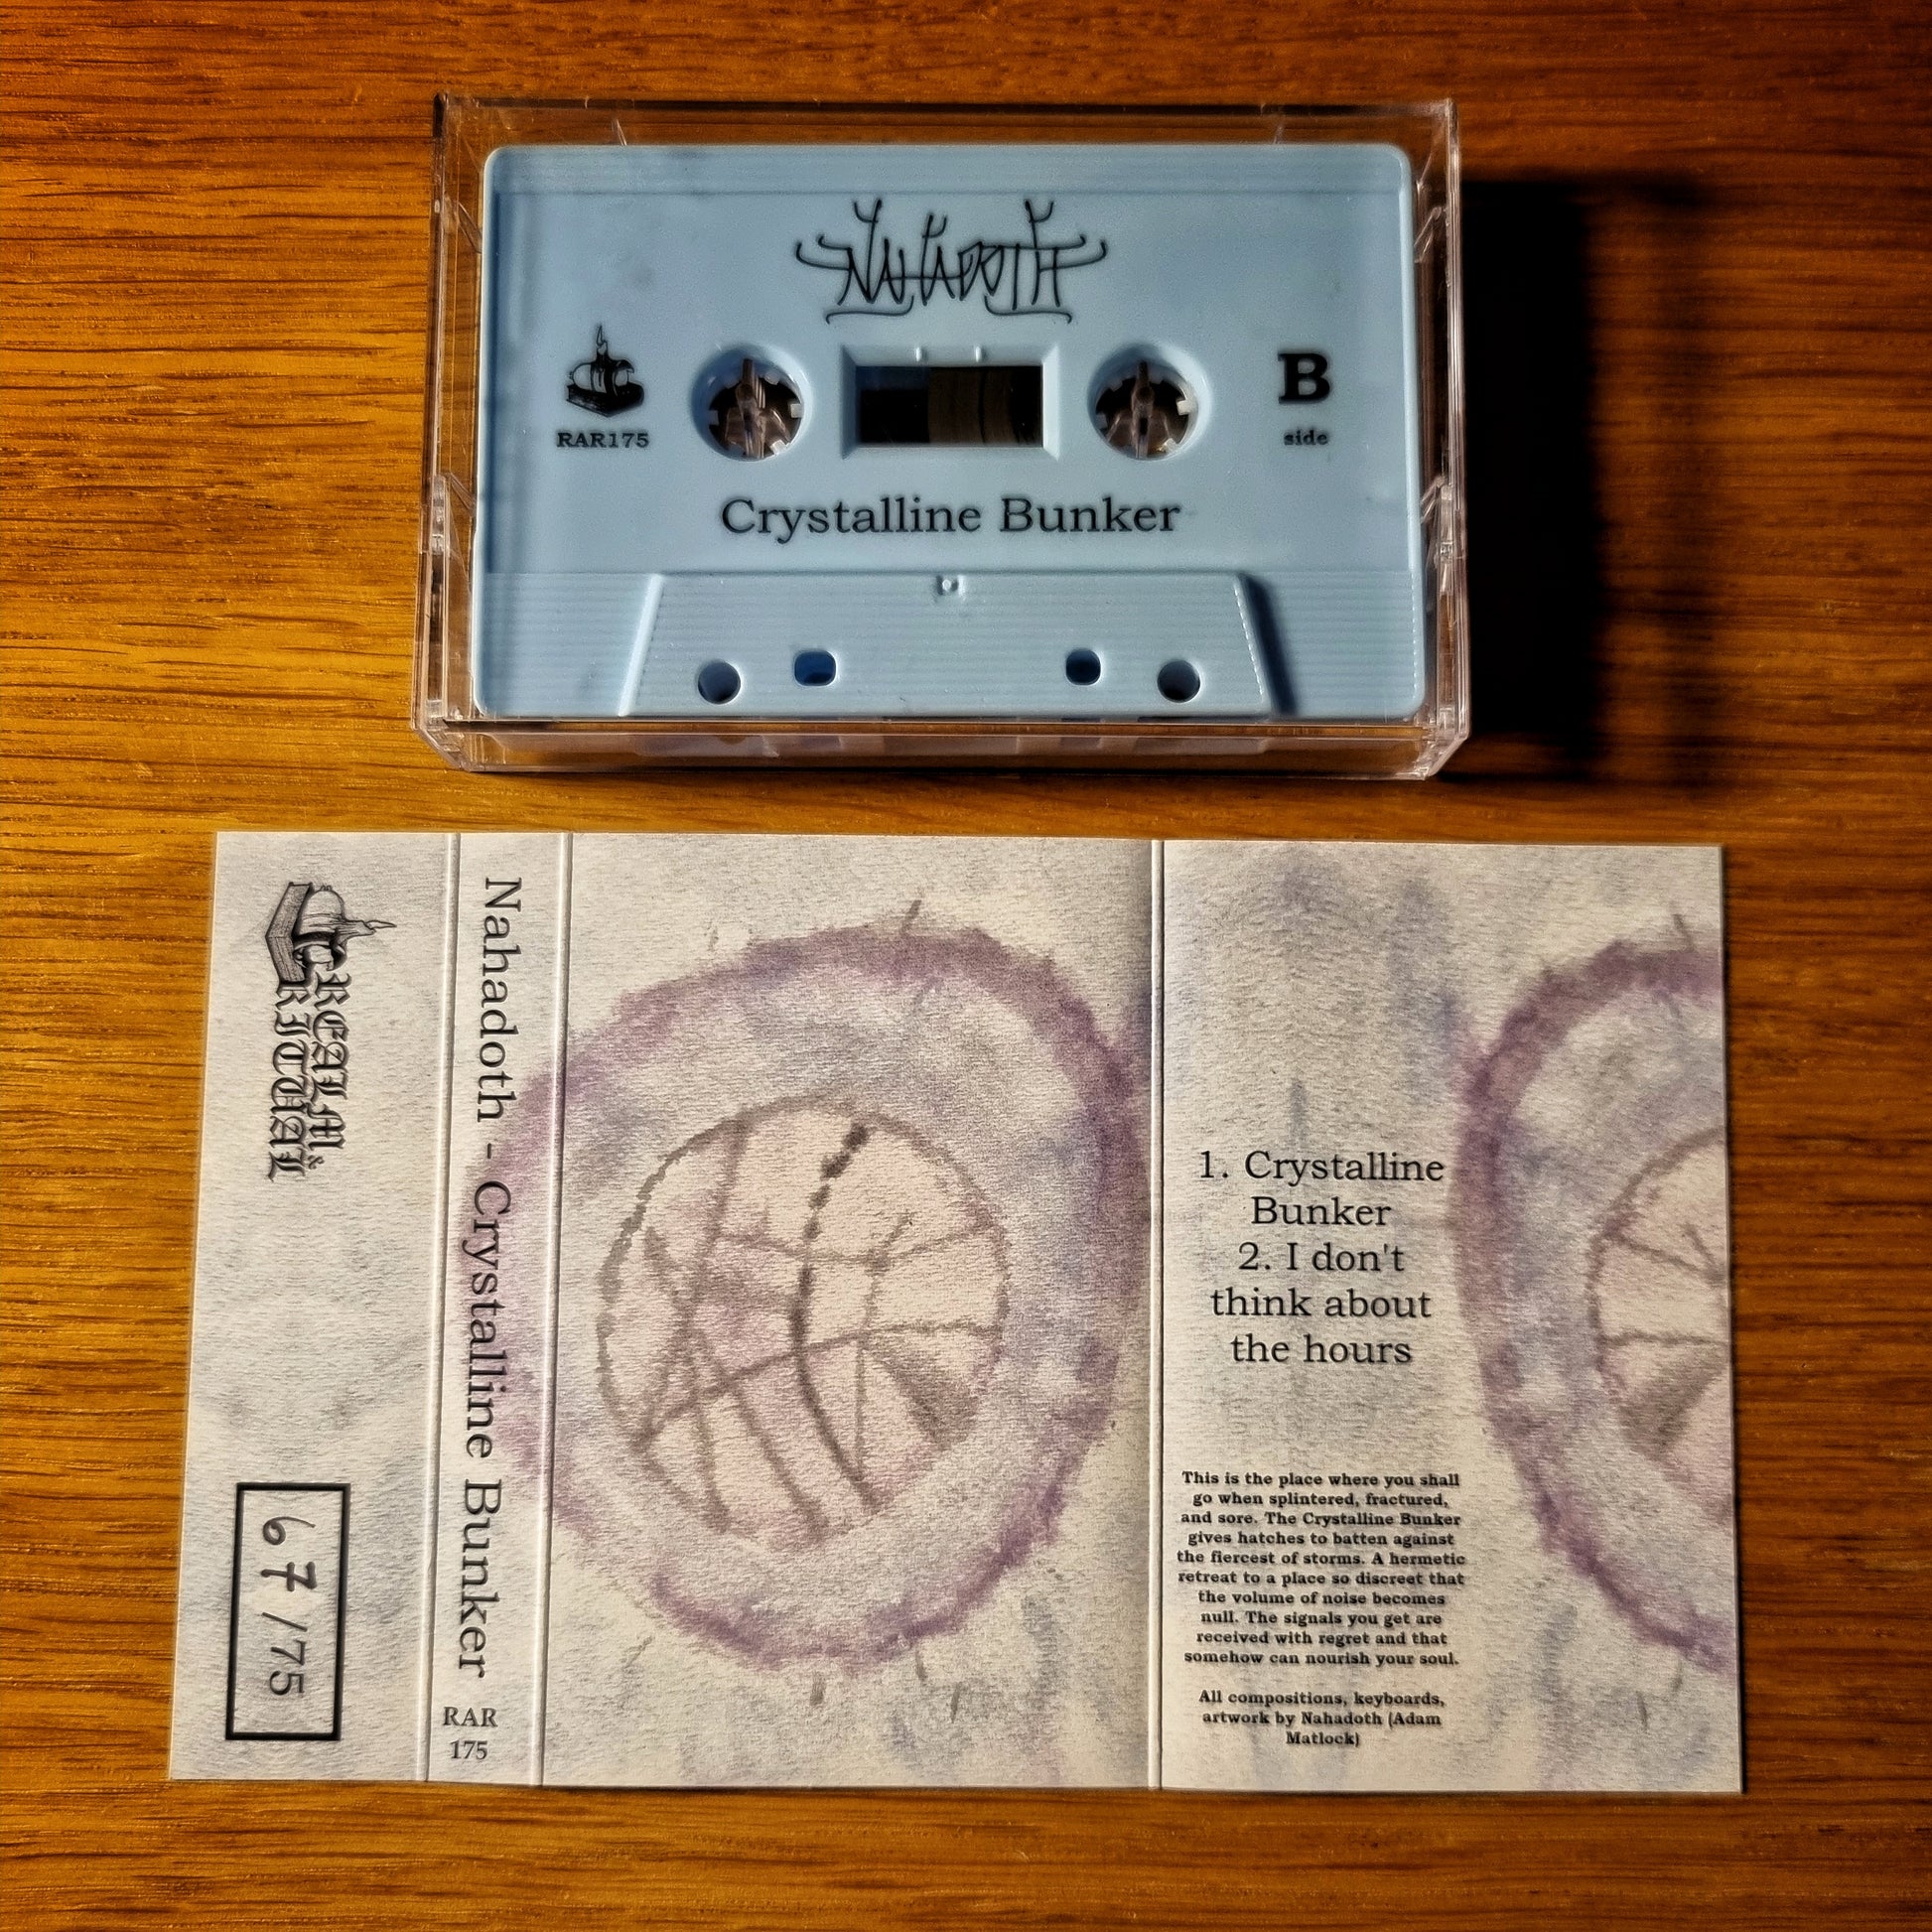 NAHADOTH
RAR175
B
side
Crystalline Bunker
REALM &
RITUAL
67/75
Nahadoth - Crystalline Bunker
RAR
175
1. Crystalline
Bunker
2. I don't
think about
the hours
This is the place where you shall
go when splintered, fractured,
and sore. The Crystalline Bunker
gives hatches to batten against
the fiercest of storms. A hermetic
retreat to a place so discreet that
the volume of noise becomes
null. The signals you get are
received with regret and that
somehow can nourish your soul.
All compositions, keyboards,
artwork by Nahadoth (Adam
Matlock)